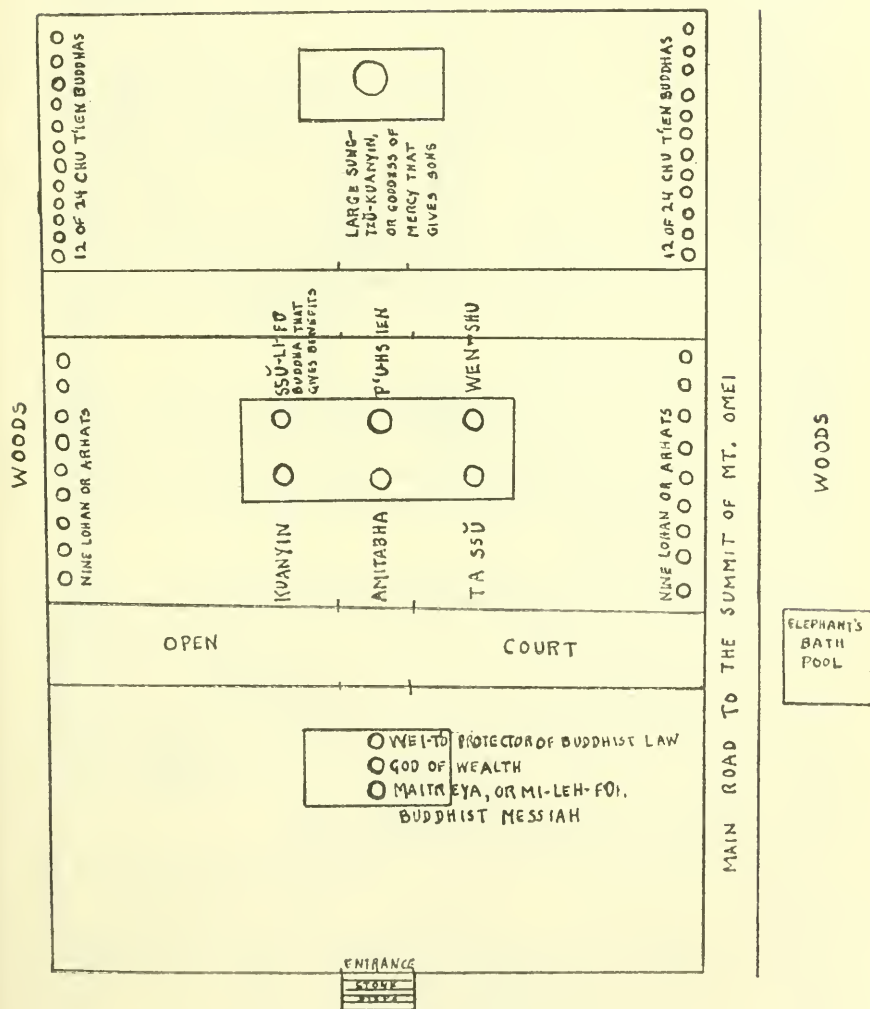 12 OF 24 CHU T'IEN BUDDHAS
LARGE SUNG-
TZŬ-KUANYIN,
OR GODDESS OF
MERCY THAT
GIVES SONS
12 OF 24 CHU T'IEN BUDDHAS
WOODS
NINE LOHAN OR ARHATS
SSŬ-LI-FO
BUDDHA THAT
GIVES BENEFITS
P'U-HSIEN
WEN-SHU
KUANYIN
AMITABHA
TA SSŬ
NINE LOHAN OR ARHATS
MAIN ROAD TO THE SUMMIT OF MT. OMEI
WOODS
OPEN COURT
ELEPHANT'S
BATH
POOL
WEI-TO PROTECTOR OF BUDDHIST LAW
GOD OF WEALTH
MAITREYA, OR MI-LEH-FOH,
BUDDHIST MESSIAH
ENTRANCE
STONE
STEPS